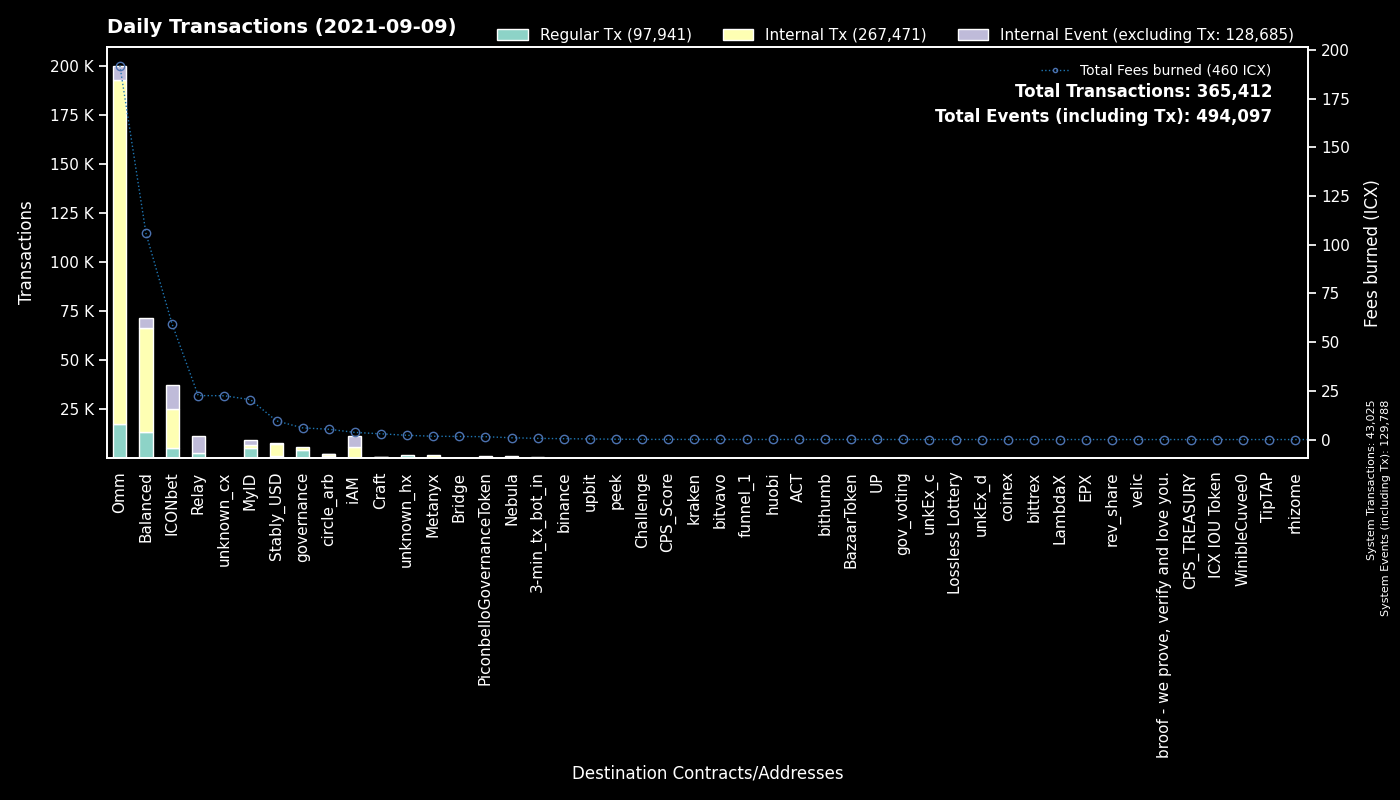 Daily Transactions (2021-09-09)
Regular Tx (97,941)
Internal Tx (267,471)
Internal Event (excluding Tx: 128,685)
Total Fees burned (460 ICX)
Total Transactions: 365,412
Total Events (including Tx): 494,097
Transactions
200 K
175 K
150 K
125 K
100 K
75 K
50 K
25 K
200
175
150
125
100
75
50
25
0
Fees burned (ICX)
System Transactions: 43,025
System Events (including Tx): 129,788
Omm
Balanced
ICONbet
Relay
unknown_cx
MyID
Stably_USD
governance
circle_arb
iAM
Craft
unknown_hx
Metanyx
Bridge
PiconbelloGovernanceToken
Nebula
3-min_tx_bot_in
binance
upbit
peek
Challenge
CPS_Score
kraken
bitvavo
funnel_1
huobi
ACT
bithumb
BazaarToken
UP
gov_voting
unkEx_c
Lossless Lottery
unkEx_d
coinex
bittrex
LambdaX
EPX
rev_share
velic
broof - we prove, verify and love you.
CPS_TREASURY
ICX IOU Token
WinibleCuvee0
TipTAP
rhizome
Destination Contracts/Addresses